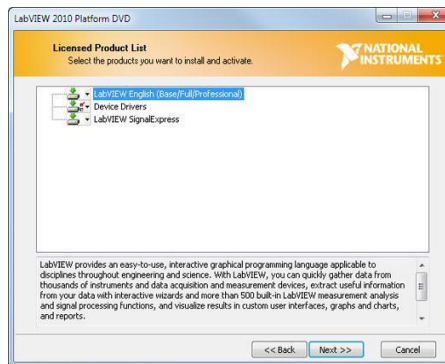 LabVIEW 2010 Platform DVD
Licensed Product List
Select the products you want to install and activate.
NATIONAL
INSTRUMENTS
LabVIEW English (Base/Full/Professional)
Device Drivers
LabVIEW SignalExpress
LabVIEW provides an easy-to-use, interactive graphical programming language applicable to
disciplines throughout engineering and science. With LabVIEW, you can quickly gather data from
thousands of instruments and data acquisition and measurement devices, extract useful information
from your data with interactive wizards and more than 500 built-in LabVIEW measurement analysis
and signal processing functions, and visualize results in custom user interfaces, graphs and charts,
and reports.
<< Back Next >> Cancel